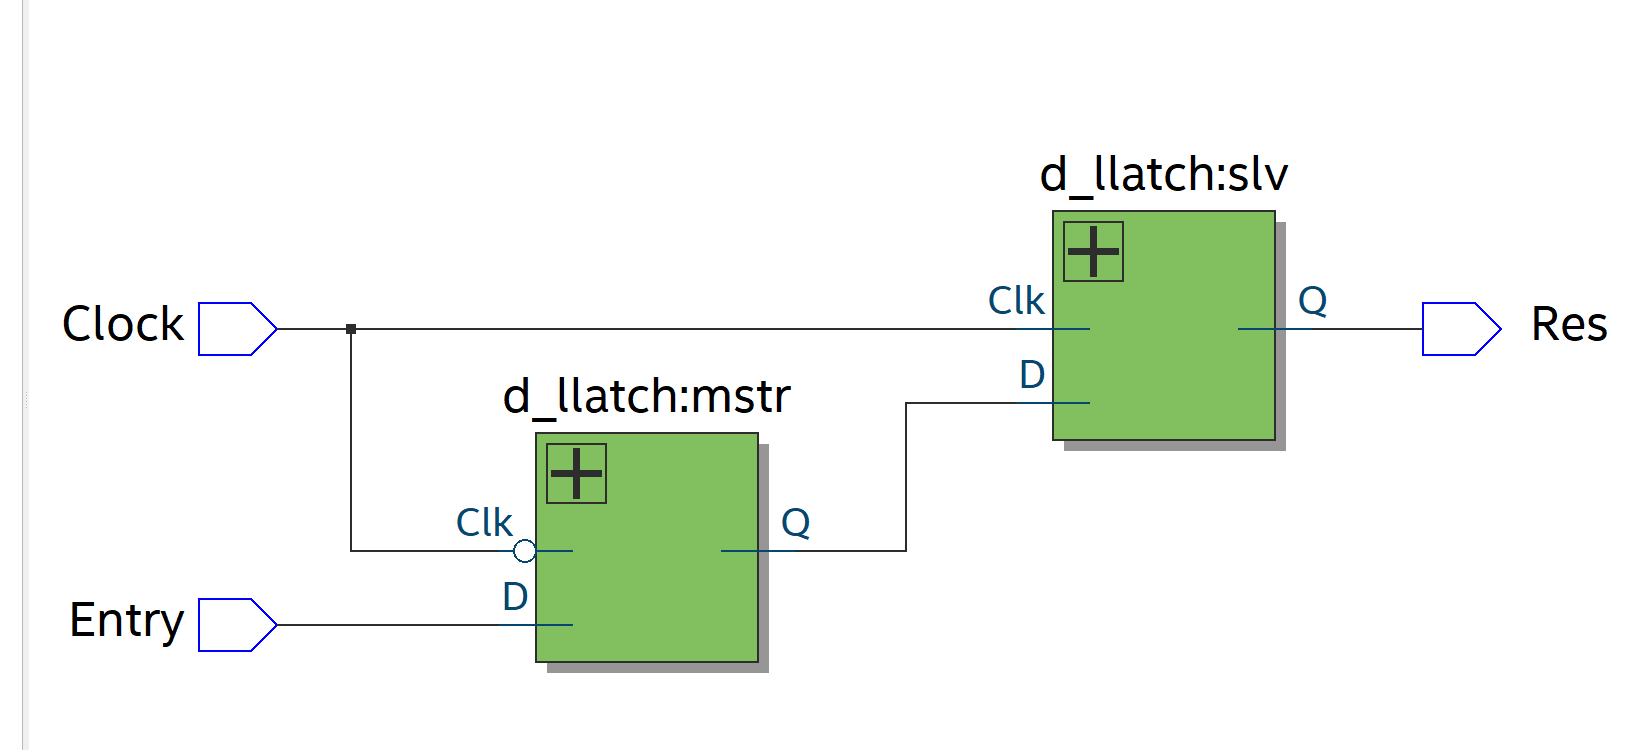 d_llatch:slv
Clk
Q
Clock
Res
D
d_llatch:mstr
Clk
Q
D
Entry